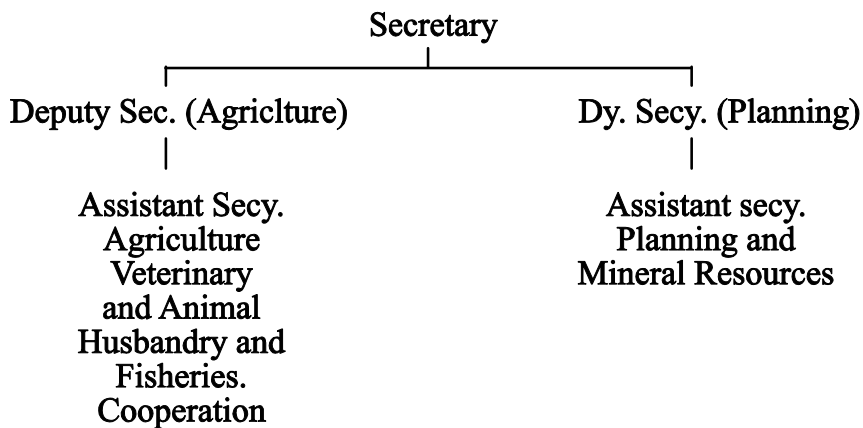 Secretary
Deputy Sec. (Agriclture)
Dy. Secy. (Planning)
Assistant Secy.
Agriculture
Veterinary
and Animal
Husbandry and
Fisheries.
Cooperation
Assistant secy.
Planning and
Mineral Resources